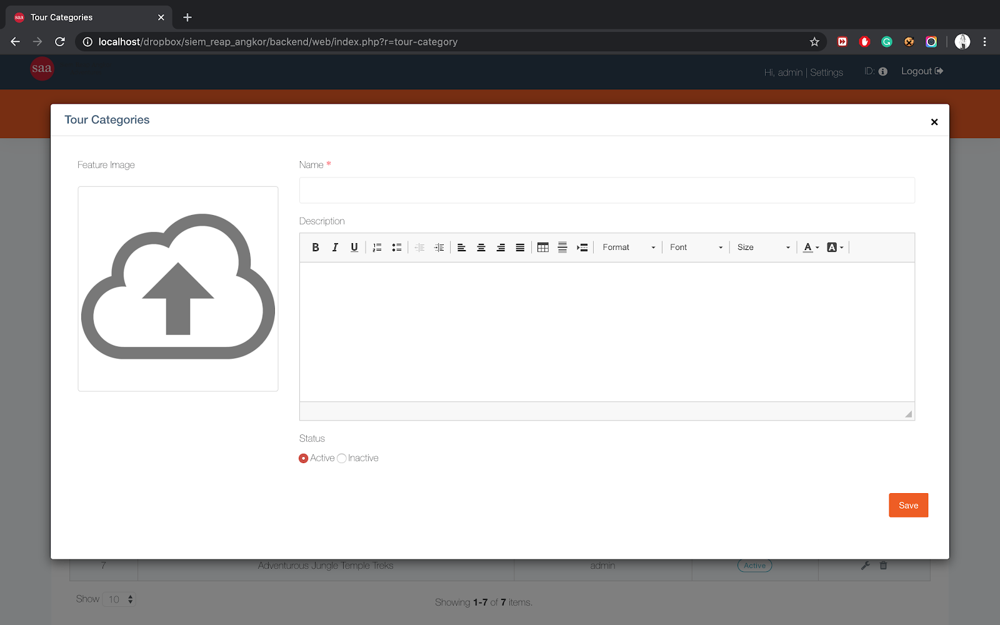 saa Tour Categories
localhost/dropbox/siem_reap_angkor/backend/web/index.php?r=tour-category
saa
Hi, admin | Settings ID: Logout
Tour Categories
Feature Image
Name *
Description
B I U Format Font Size A A
Status
Active Inactive
Save
7 Adventurous Jungle Temple Treks admin Active
Show 10 Showing 1-7 of 7 items.